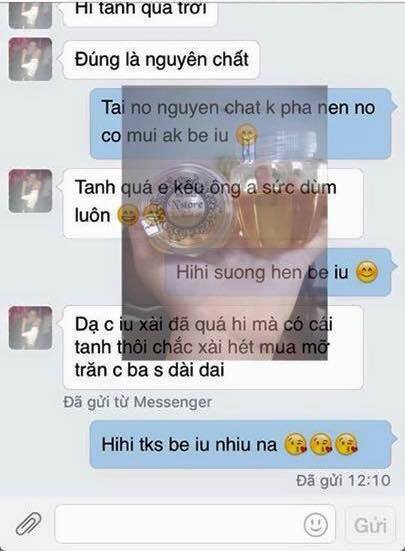 Hi tanh quá trời
Đúng là nguyên chất
Tai no nguyen chat k pha nen no
co mui ak be iu 😊
Tanh quá e kêu ông a sức dùm
luôn 😄
N'store
Hihi suong hen be iu 😊
Dạ c iu xài đã quá hi mà có cái
tanh thôi chắc xài hết mua mỡ
trăn c ba s dài dai
Đã gửi từ Messenger
Hihi tks be iu nhiu na 😘😘😘
Đã gửi 12:10
Gửi